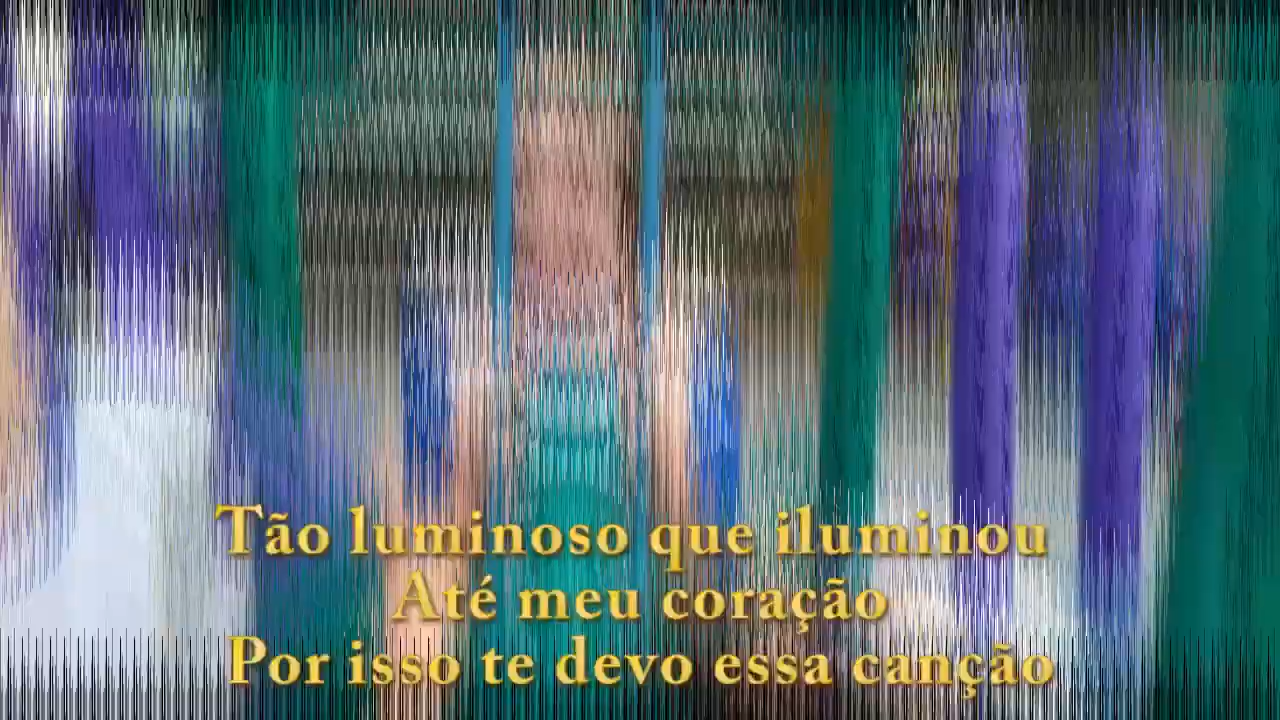 Tão luminoso que iluminou
Até meu coração
Por isso te devo essa canção